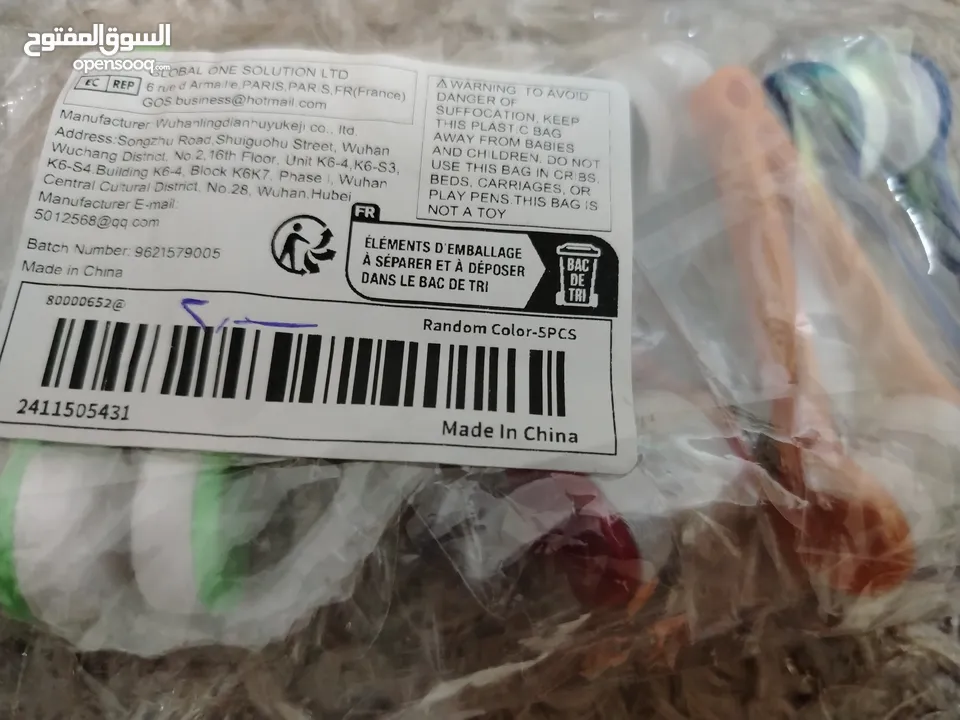 السوق المفتوح
opensooq.com
GLOBAL ONE SOLUTION LTD
EC REP
6 rue d Armaille,PARIS,PARIS,FR(France)
GOS.business@hotmail.com
Manufacturer Wuhanlingdianhuyukeji co., ltd.
Address:Songzhu Road,Shuiguohu Street, Wuhan
Wuchang District, No.2,16th Floor, Unit K6-4,K6-S3,
K6-S4,Building K6-4, Block K6K7, Phase I, Wuhan
Central Cultural District, No.28, Wuhan,Hubei
Manufacturer E-mail:
5012568@qq com
Batch Number: 9621579005
Made in China
WARNING TO AVOID
DANGER OF
SUFFOCATION, KEEP
THIS PLASTIC BAG
AWAY FROM BABIES
AND CHILDREN. DO NOT
USE THIS BAG IN CRIBS,
BEDS, CARRIAGES, OR
PLAY PENS.THIS BAG IS
NOT A TOY
FR
ÉLÉMENTS D'EMBALLAGE
À SÉPARER ET À DÉPOSER
DANS LE BAC DE TRI
BAC
DE
TRI
80000652@
Random Color-5PCS
2411505431
Made In China